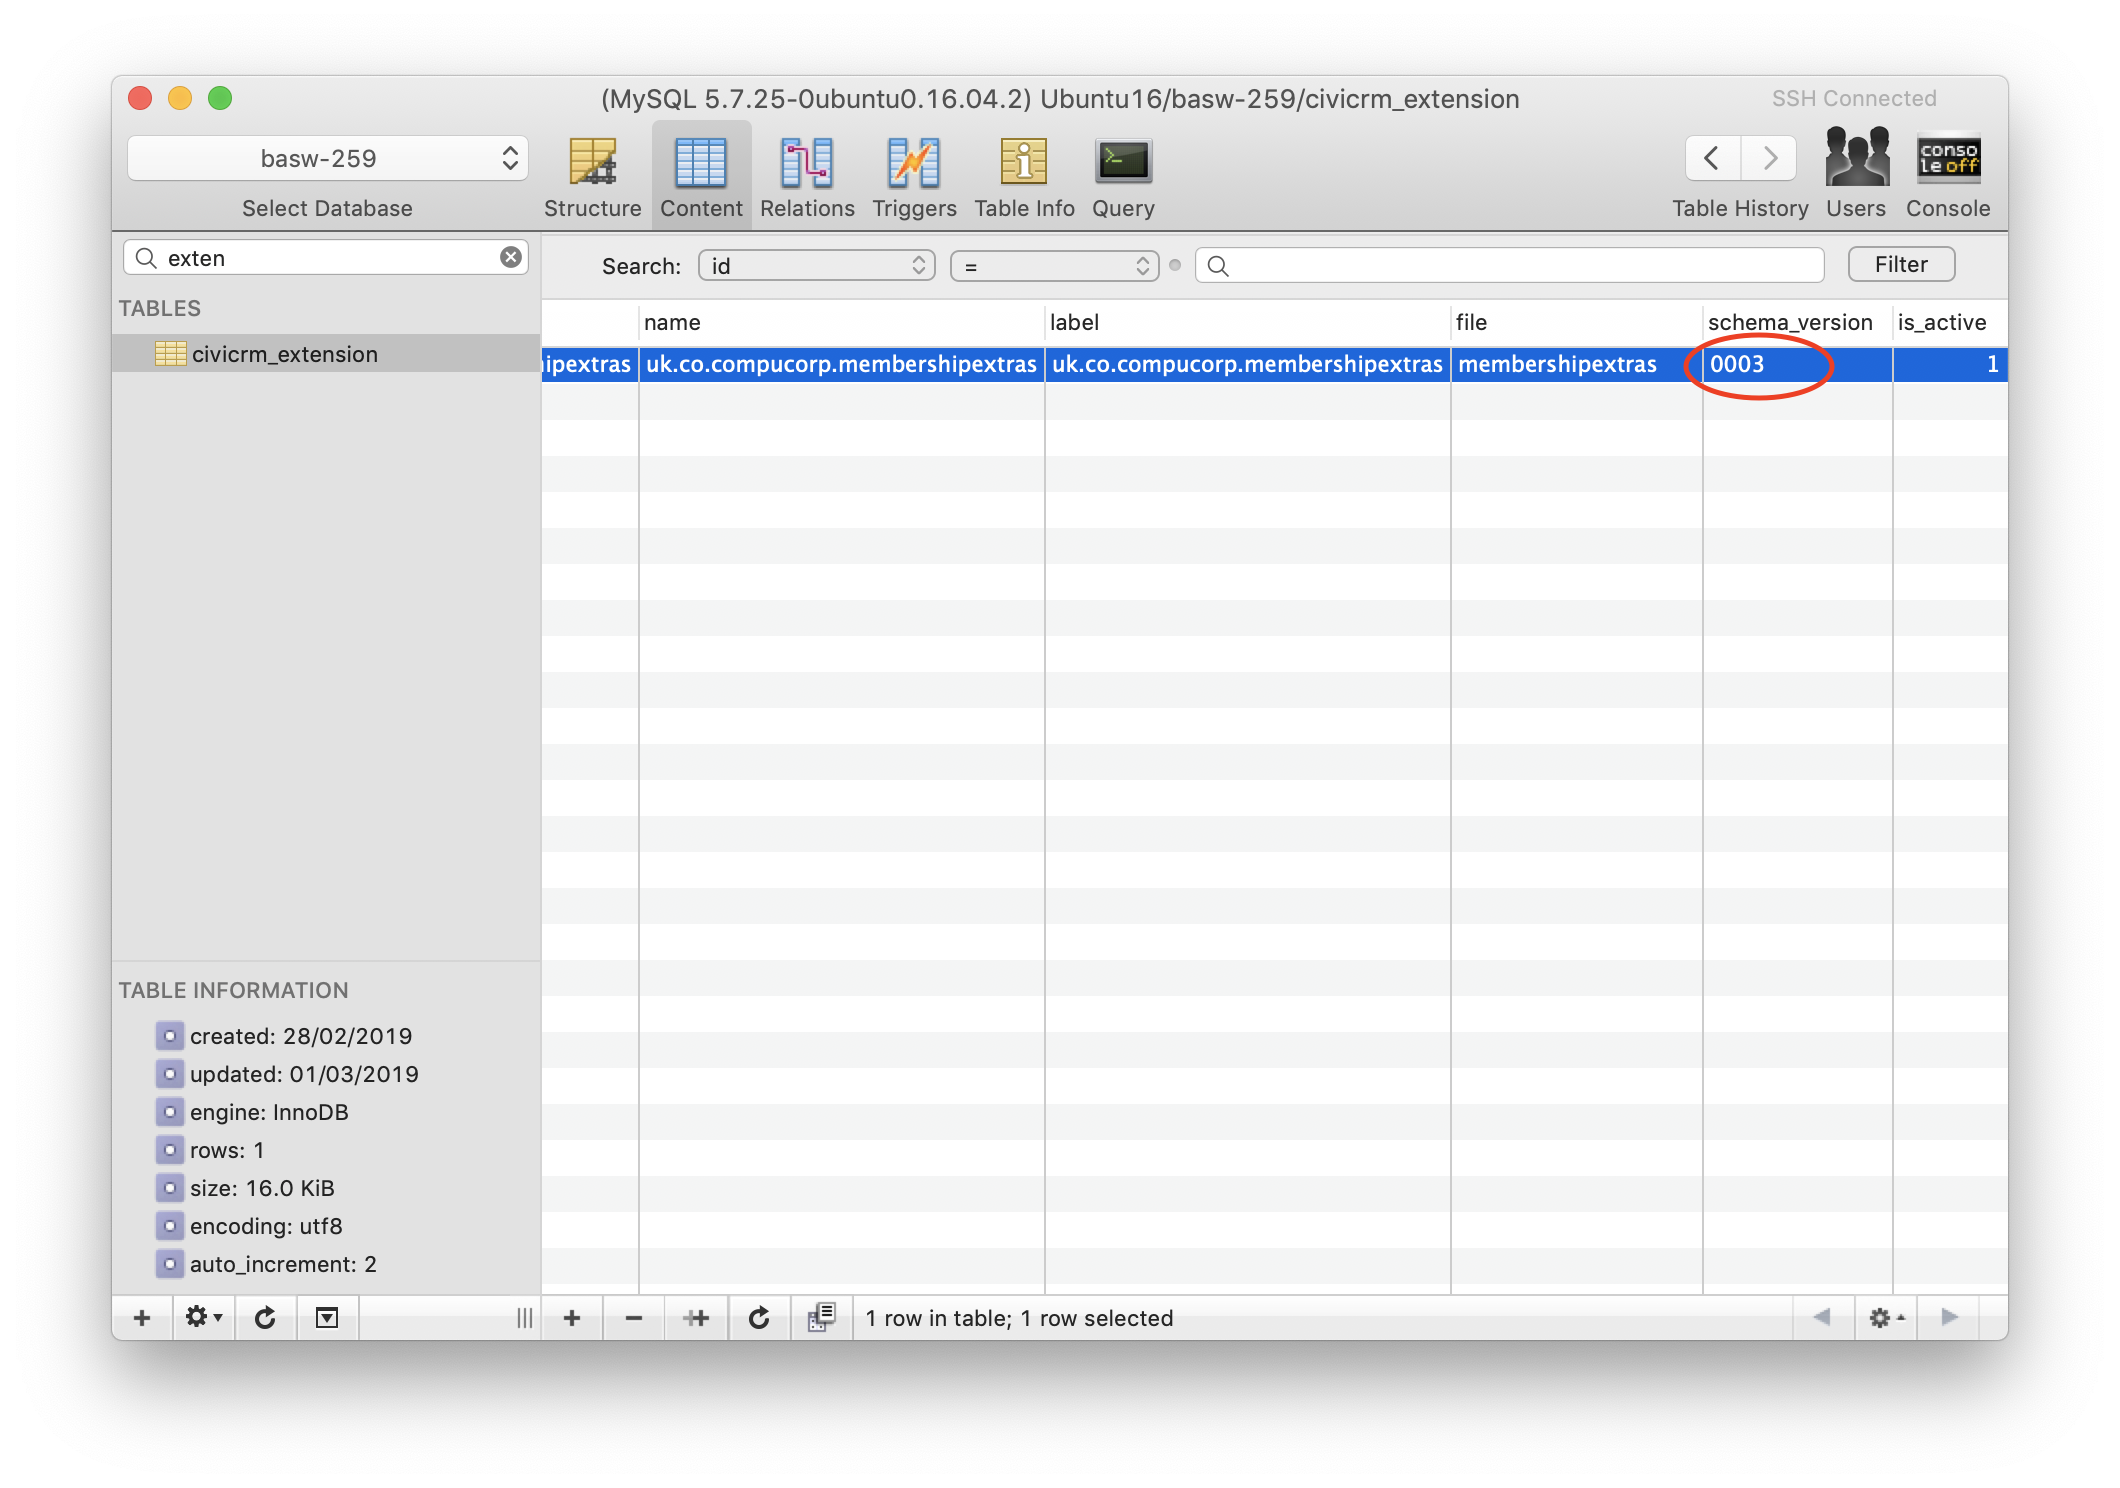 (MySQL 5.7.25-0ubuntu0.16.04.2) Ubuntu16/basw-259/civicrm_extension
SSH Connected
basw-259
conso
le off
Select Database
Structure
Content
Relations
Triggers
Table Info
Query
Table History
Users
Console
exten
Search:
id
=
Filter
TABLES
civicrm_extension
name
label
file
schema_version
is_active
ipextras
uk.co.compucorp.membershipextras
uk.co.compucorp.membershipextras
membershipextras
0003
1
TABLE INFORMATION
created: 28/02/2019
updated: 01/03/2019
engine: InnoDB
rows: 1
size: 16.0 KiB
encoding: utf8
auto_increment: 2
1 row in table; 1 row selected